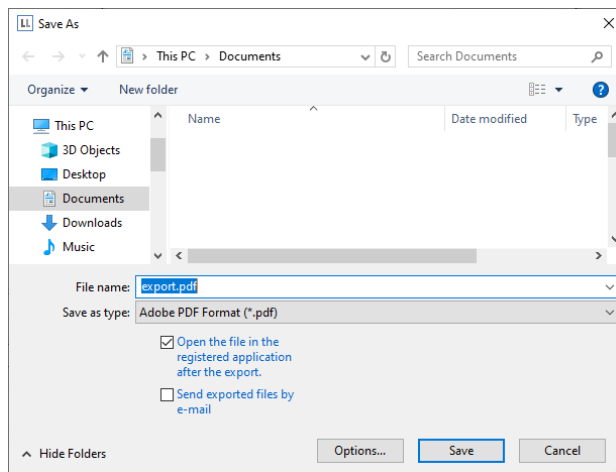 LL Save As
This PC > Documents
Search Documents
Organize New folder
?
Name Date modified Type
This PC
3D Objects
Desktop
Documents
Downloads
Music
File name: export.pdf
Save as type: Adobe PDF Format (*.pdf)
Open the file in the
registered application
after the export.
Send exported files by
e-mail
Hide Folders
Options... Save Cancel